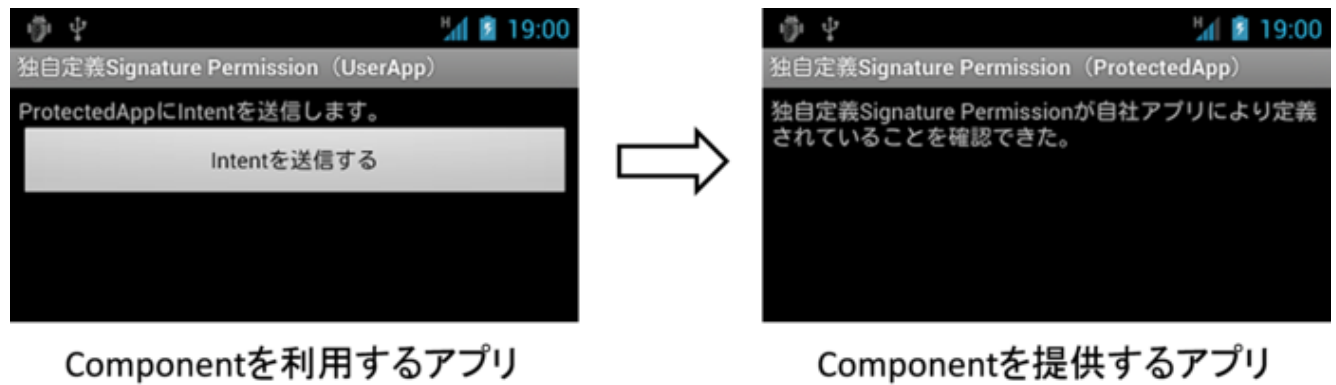 H 19:00
独自定義Signature Permission（UserApp）
ProtectedAppにIntentを送信します。
Intentを送信する
Componentを利用するアプリ
H 19:00
独自定義Signature Permission（ProtectedApp）
独自定義Signature Permissionが自社アプリにより定義
されていることを確認できた。
Componentを提供するアプリ